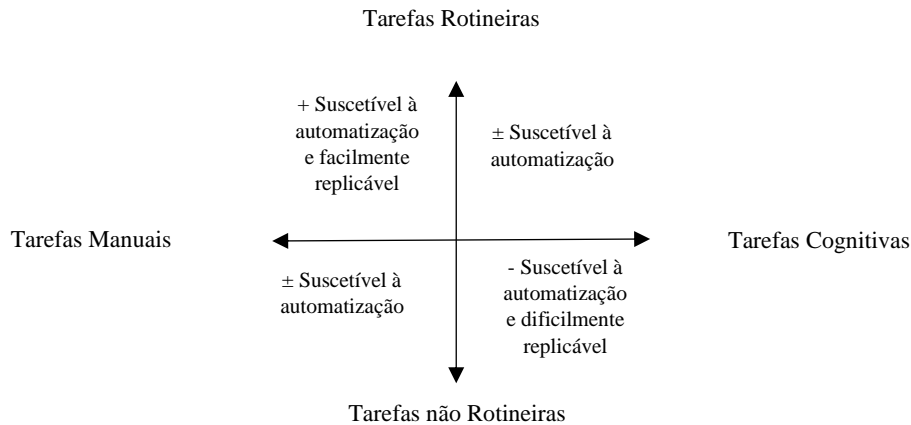 Tarefas Rotineiras
+ Suscetível à
automatização
e facilmente
replicável
± Suscetível à
automatização
Tarefas Manuais
Tarefas Cognitivas
± Suscetível à
automatização
- Suscetível à
automatização
e dificilmente
replicável
Tarefas não Rotineiras